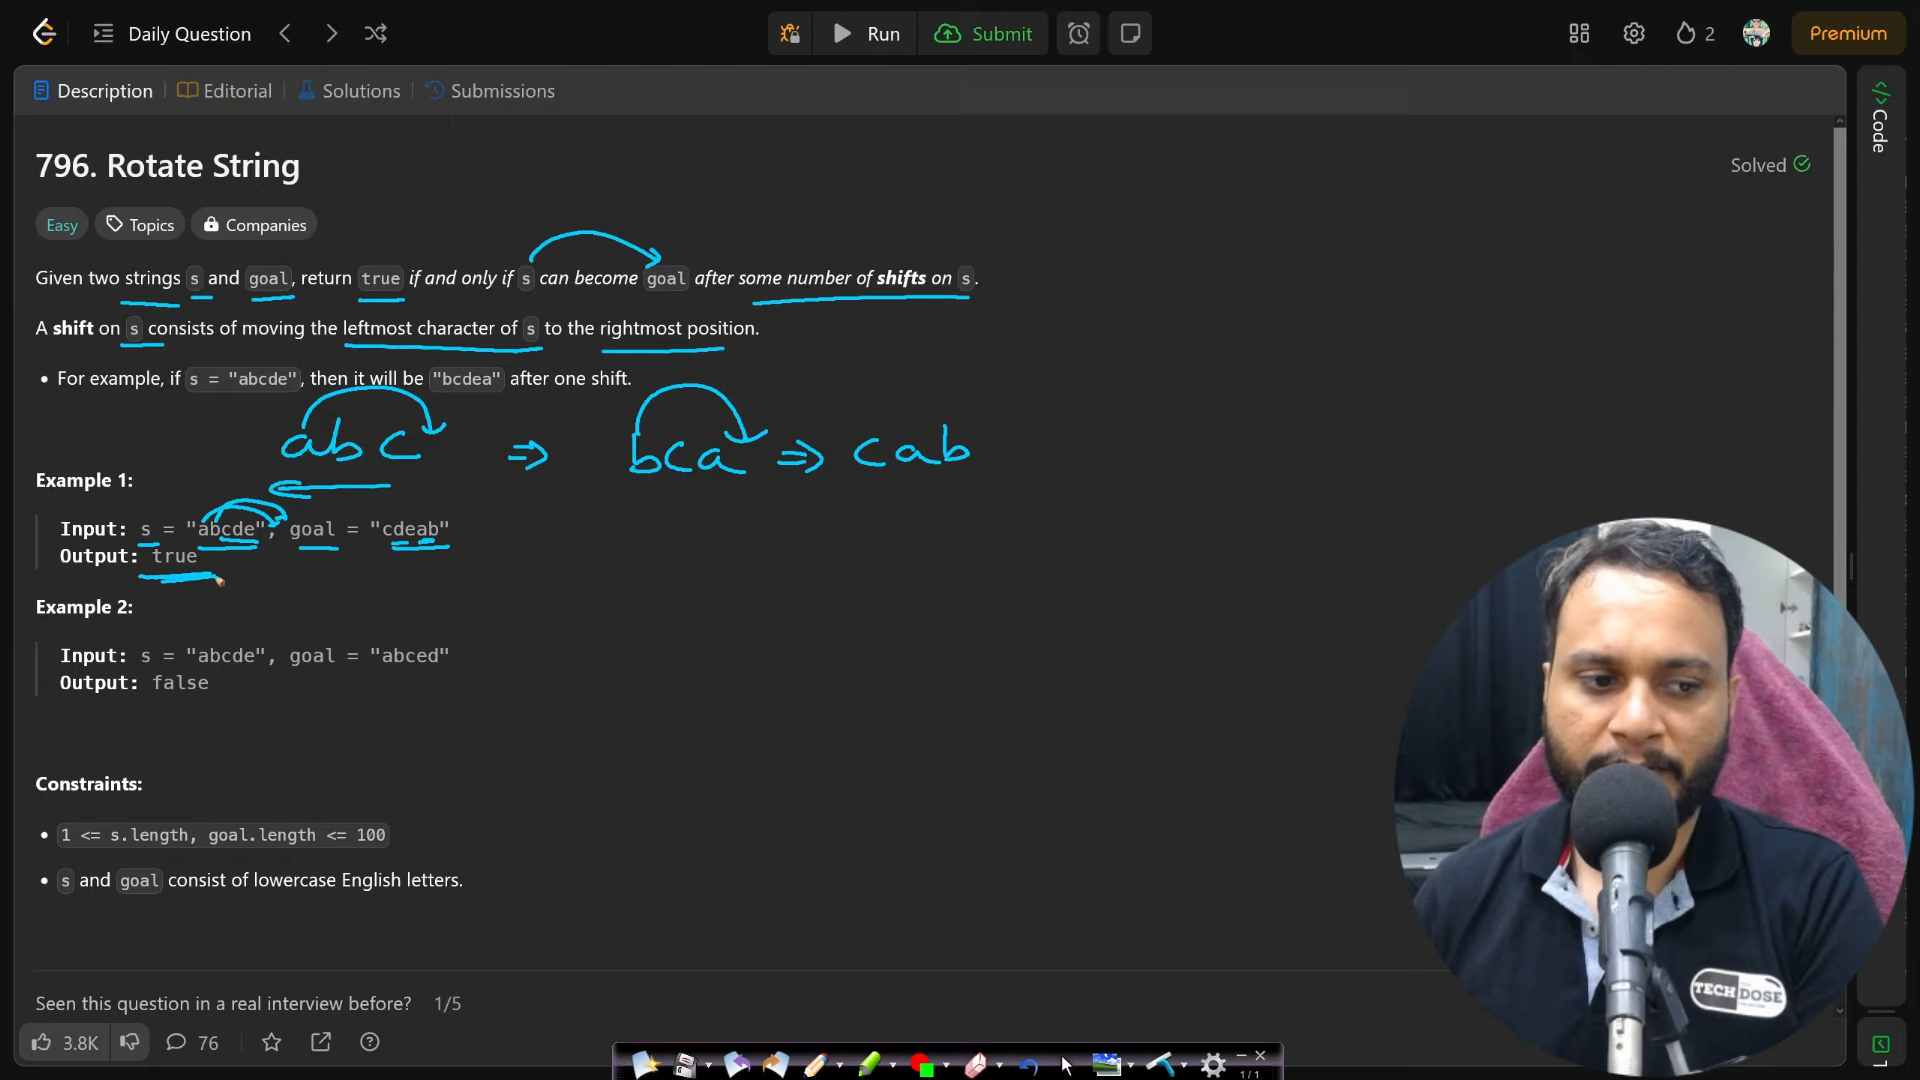 Daily Question
Run
Submit
2
Premium
Description
Editorial
Solutions
Submissions
Code
796. Rotate String
Solved
Easy
Topics
Companies
Given two strings s and goal, return true if and only if s can become goal after some number of shifts on s.
A shift on s consists of moving the leftmost character of s to the rightmost position.
• For example, if s = "abcde", then it will be "bcdea" after one shift.
abc ⇒ bca ⇒ cab
Example 1:
Input: s = "abcde", goal = "cdeab"
Output: true
Example 2:
Input: s = "abcde", goal = "abced"
Output: false
Constraints:
• 1 <= s.length, goal.length <= 100
• s and goal consist of lowercase English letters.
Seen this question in a real interview before? 1/5
3.8K
76
TECH DOSE
1/1